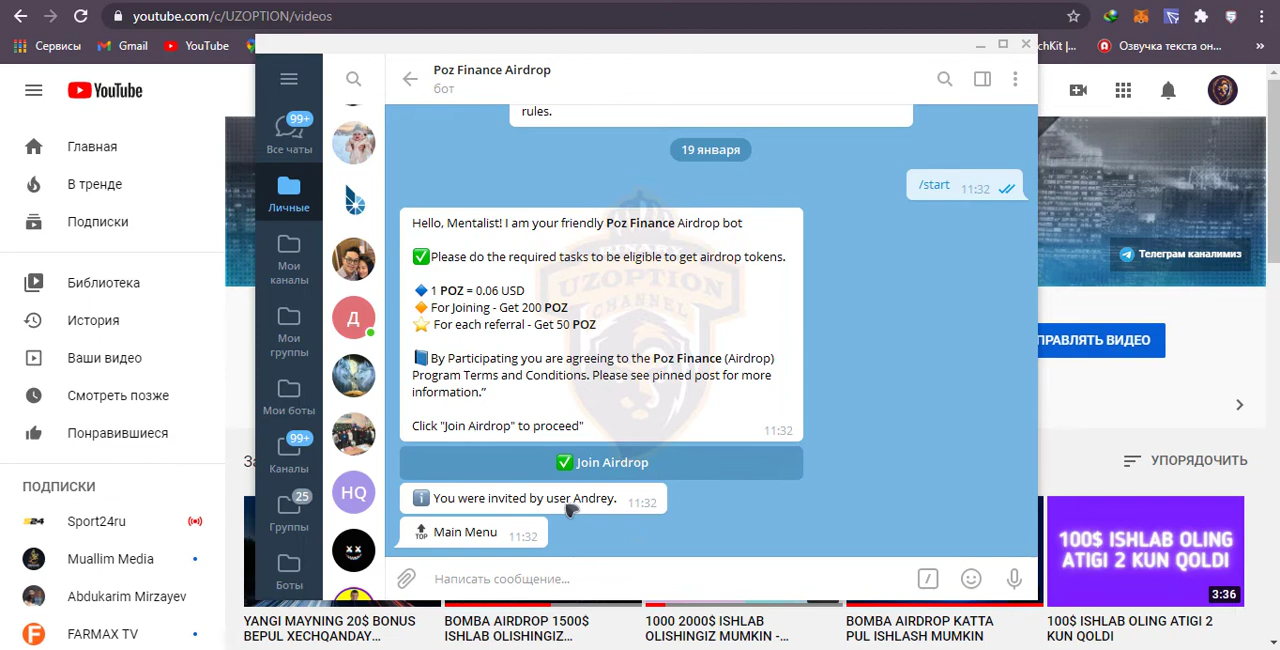 youtube.com/c/UZOPTION/videos
Сервисы
Gmail
YouTube
Озвучка текста он...
»
Poz Finance Airdrop
бот
rules.
19 января
/start 11:32
Hello, Mentalist! I am your friendly Poz Finance Airdrop bot
✅Please do the required tasks to be eligible to get airdrop tokens.
🔷 1 POZ = 0.06 USD
🔶 For Joining - Get 200 POZ
⭐ For each referral - Get 50 POZ
📘By Participating you are agreeing to the Poz Finance (Airdrop)
Program Terms and Conditions. Please see pinned post for more
information.”
Click "Join Airdrop" to proceed"
11:32
✅ Join Airdrop
ℹ️ You were invited by user Andrey. 11:32
🔝 Main Menu 11:32
Написать сообщение...
99+
Все чаты
Личные
Мои
каналы
Мои
группы
Мои боты
99+
Каналы
25
Группы
Боты
Д
HQ
UZOPTION
CHANNEL
YouTube
Главная
В тренде
Подписки
Библиотека
История
Ваши видео
Смотреть позже
Понравившиеся
ПОДПИСКИ
Sport24ru
Muallim Media
Abdukarim Mirzayev
FARMAX TV
Телеграм каналимиз
ПРАВЛЯТЬ ВИДЕО
УПОРЯДОЧИТЬ
100$ ISHLAB OLING
ATIGI 2 KUN QOLDI
3:36
YANGI MAYNING 20$ BONUS
BEPUL XECHQANDAY...
BOMBA AIRDROP 1500$
ISHLAB OLISHINGIZ...
1000 2000$ ISHLAB
OLISHINGIZ MUMKIN -...
BOMBA AIRDROP KATTA
PUL ISHLASH MUMKIN
100$ ISHLAB OLING ATIGI 2
KUN QOLDI